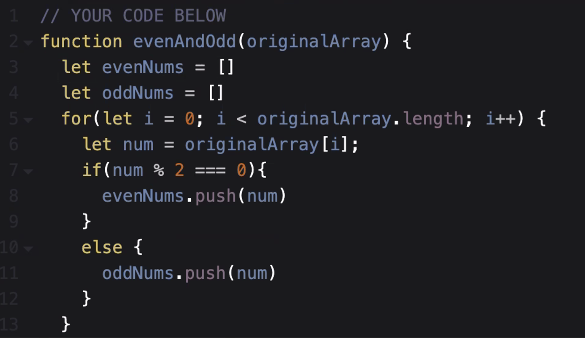 1 // YOUR CODE BELOW
2 function evenAndOdd(originalArray) {
3 let evenNums = []
4 let oddNums = []
5 for(let i = 0; i < originalArray.length; i++) {
6 let num = originalArray[i];
7 if(num % 2 === 0){
8 evenNums.push(num)
9 }
10 else {
11 oddNums.push(num)
12 }
13 }